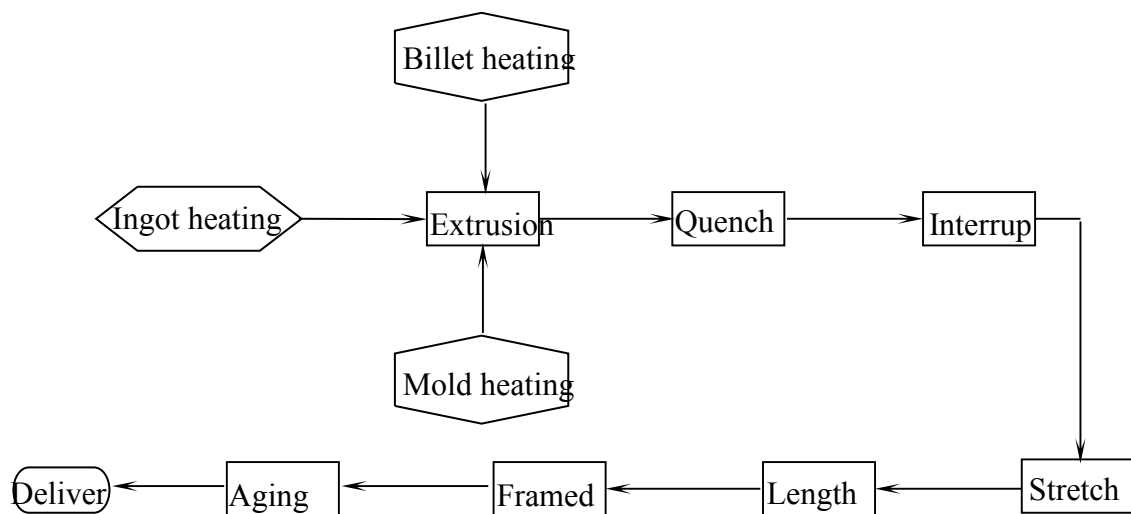 Billet heating
Ingot heating
Extrusion
Quench
Interrup
Mold heating
Deliver
Aging
Framed
Length
Stretch